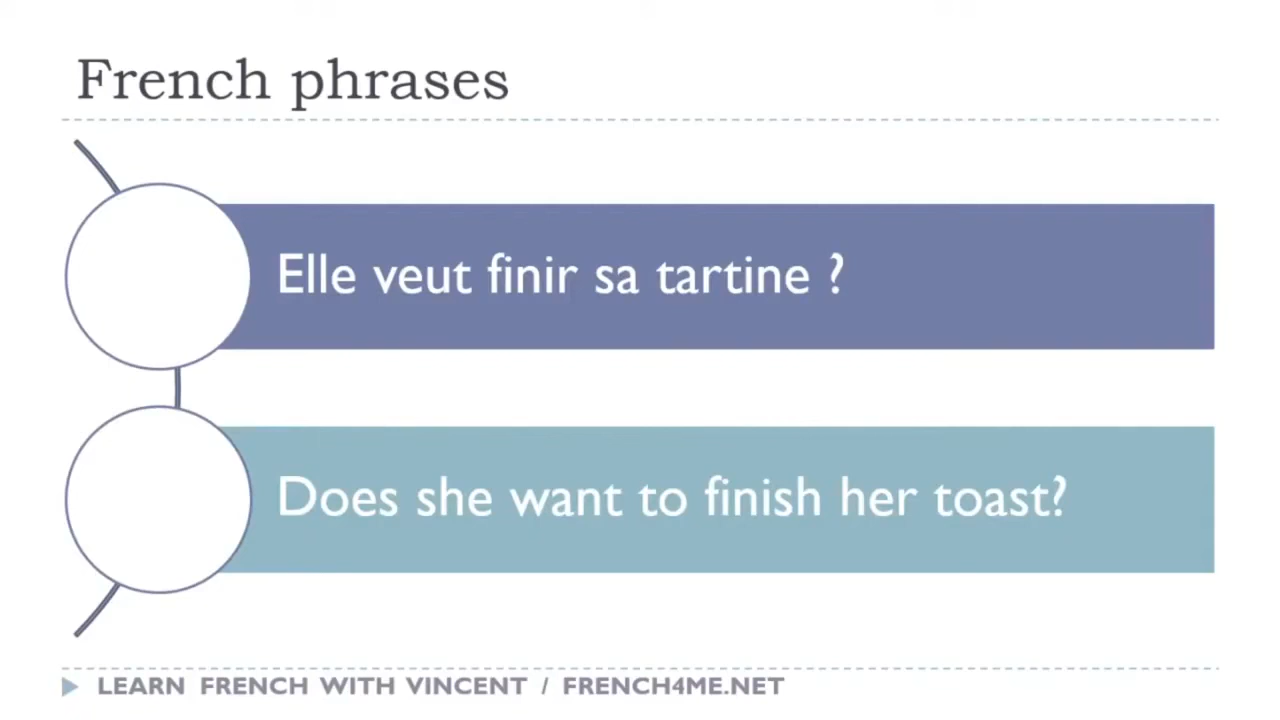 French phrases
Elle veut finir sa tartine ?
Does she want to finish her toast?
LEARN FRENCH WITH VINCENT / FRENCH4ME.NET